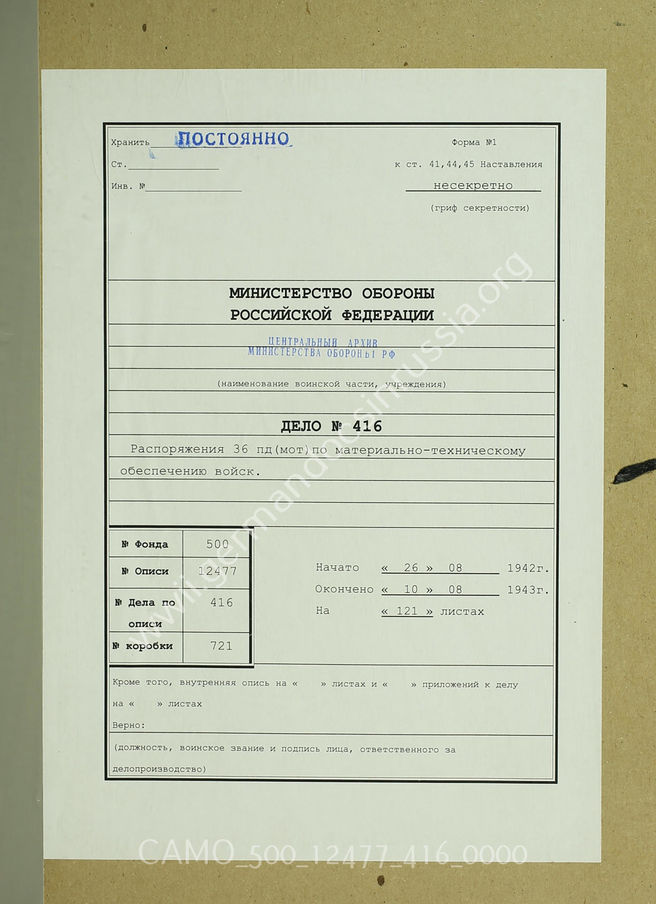 Хранить ПОСТОЯННО
Форма №1
Ст.
к ст. 41,44,45 Наставления
Инв. №
несекретно
(гриф секретности)
МИНИСТЕРСТВО ОБОРОНЫ
РОССИЙСКОЙ ФЕДЕРАЦИИ
ЦЕНТРАЛЬНЫЙ АРХИВ
МИНИСТЕРСТВА ОБОРОНЫ РФ
(наименование воинской части, учреждения)
ДЕЛО № 416
Распоряжения 36 пд(мот)по материально-техническому
обеспечению войск.
№ Фонда 500
№ Описи 12477
№ Дела по описи 416
№ коробки 721
Начато « 26 » 08 1942г.
Окончено « 10 » 08 1943г.
На « 121 » листах
Кроме того, внутренняя опись на « » листах и « » приложений к делу
на « » листах
Верно:
(должность, воинское звание и подпись лица, ответственного за
делопроизводство)
www.germandocsinrussia.org
CAMO_500_12477_416_0000